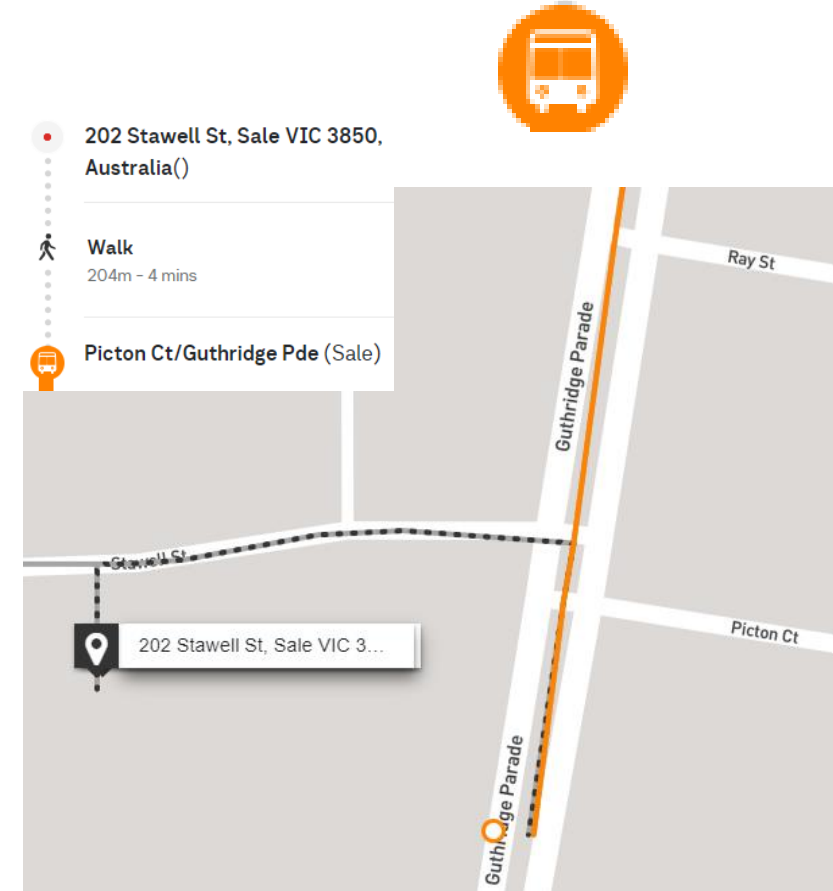 202 Stawell St, Sale VIC 3850,
Australia()
Walk
204m - 4 mins
Picton Ct/Guthridge Pde (Sale)
Ray St
Guthridge Parade
Stawell St
202 Stawell St, Sale VIC 3...
Picton Ct
Guthridge Parade